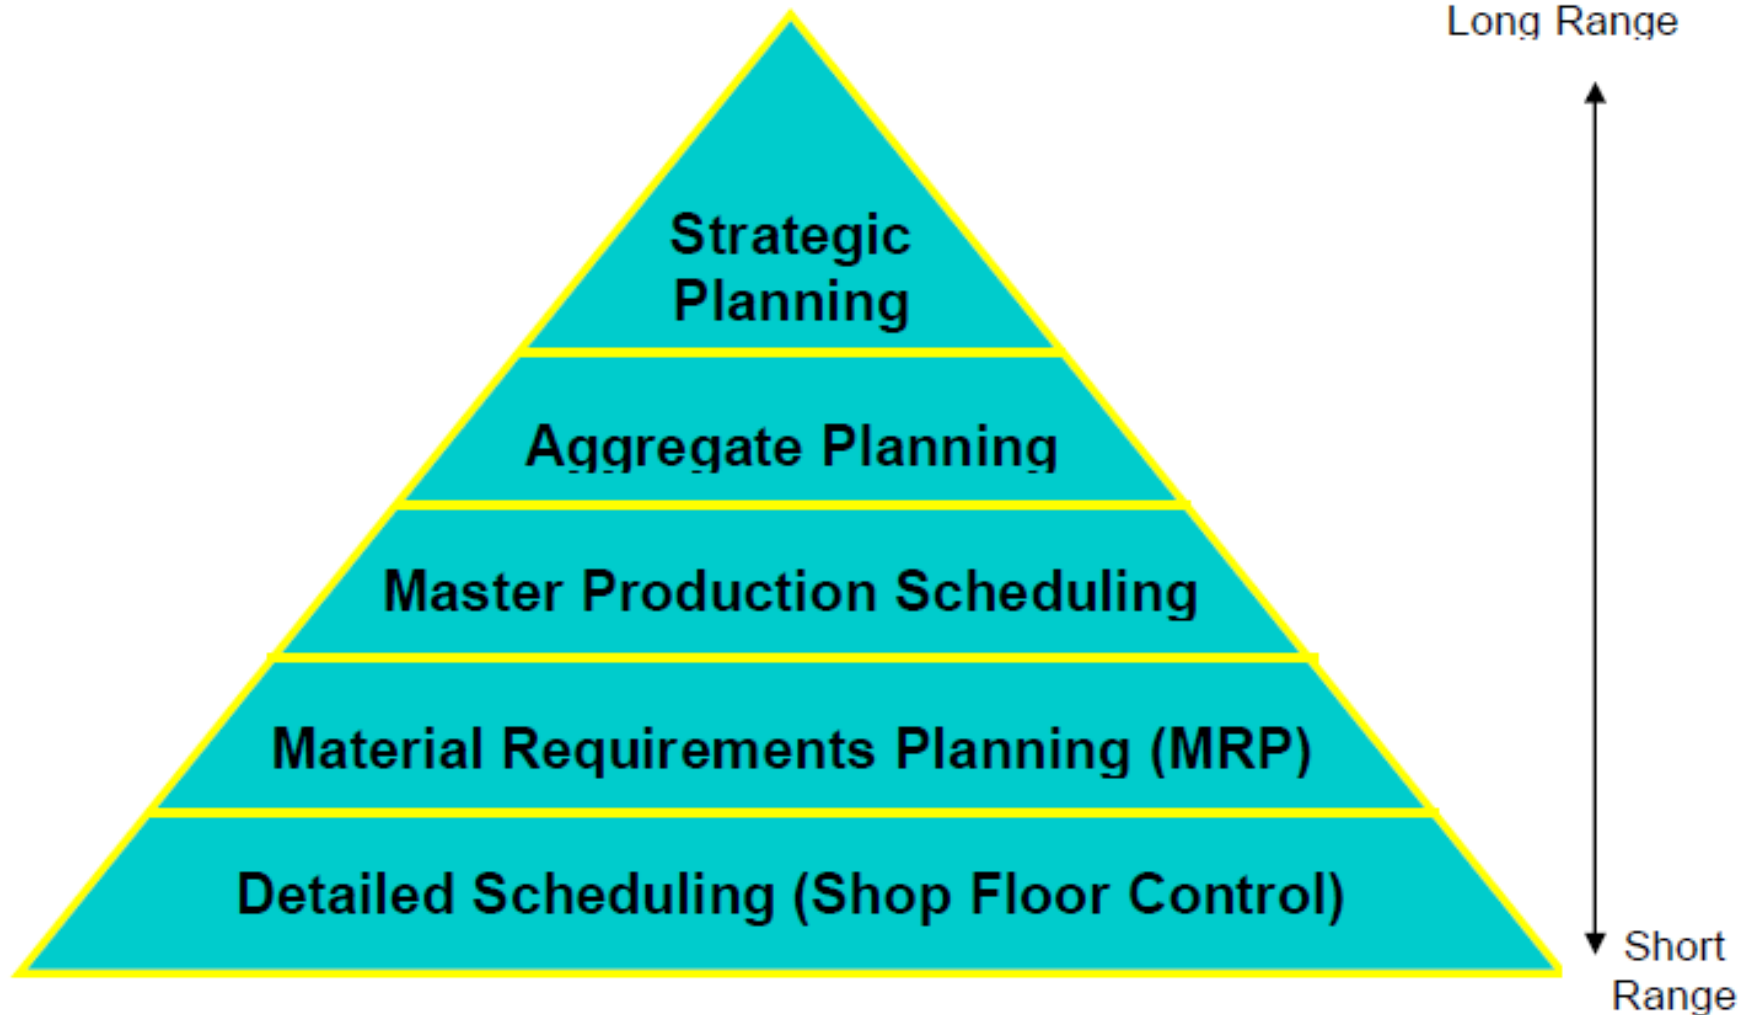 Long Range
Strategic
Planning
Aggregate Planning
Master Production Scheduling
Material Requirements Planning (MRP)
Detailed Scheduling (Shop Floor Control)
Short
Range